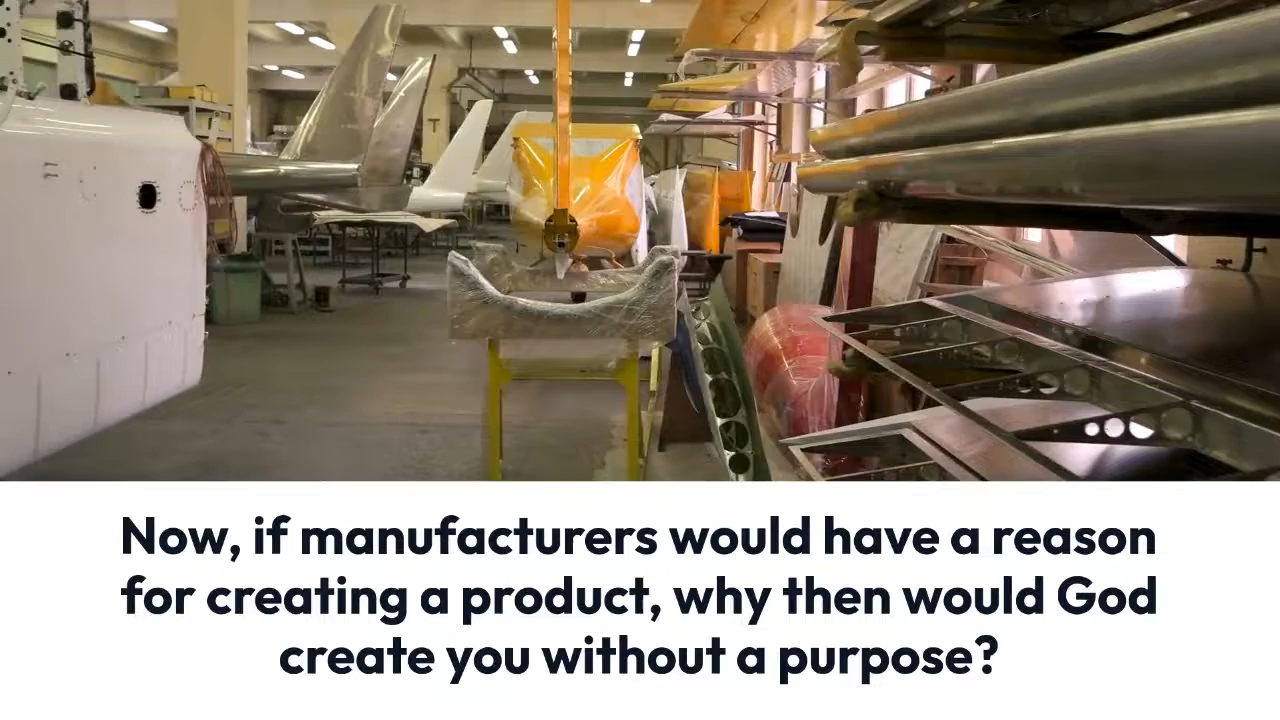 Now, if manufacturers would have a reason
for creating a product, why then would God
create you without a purpose?